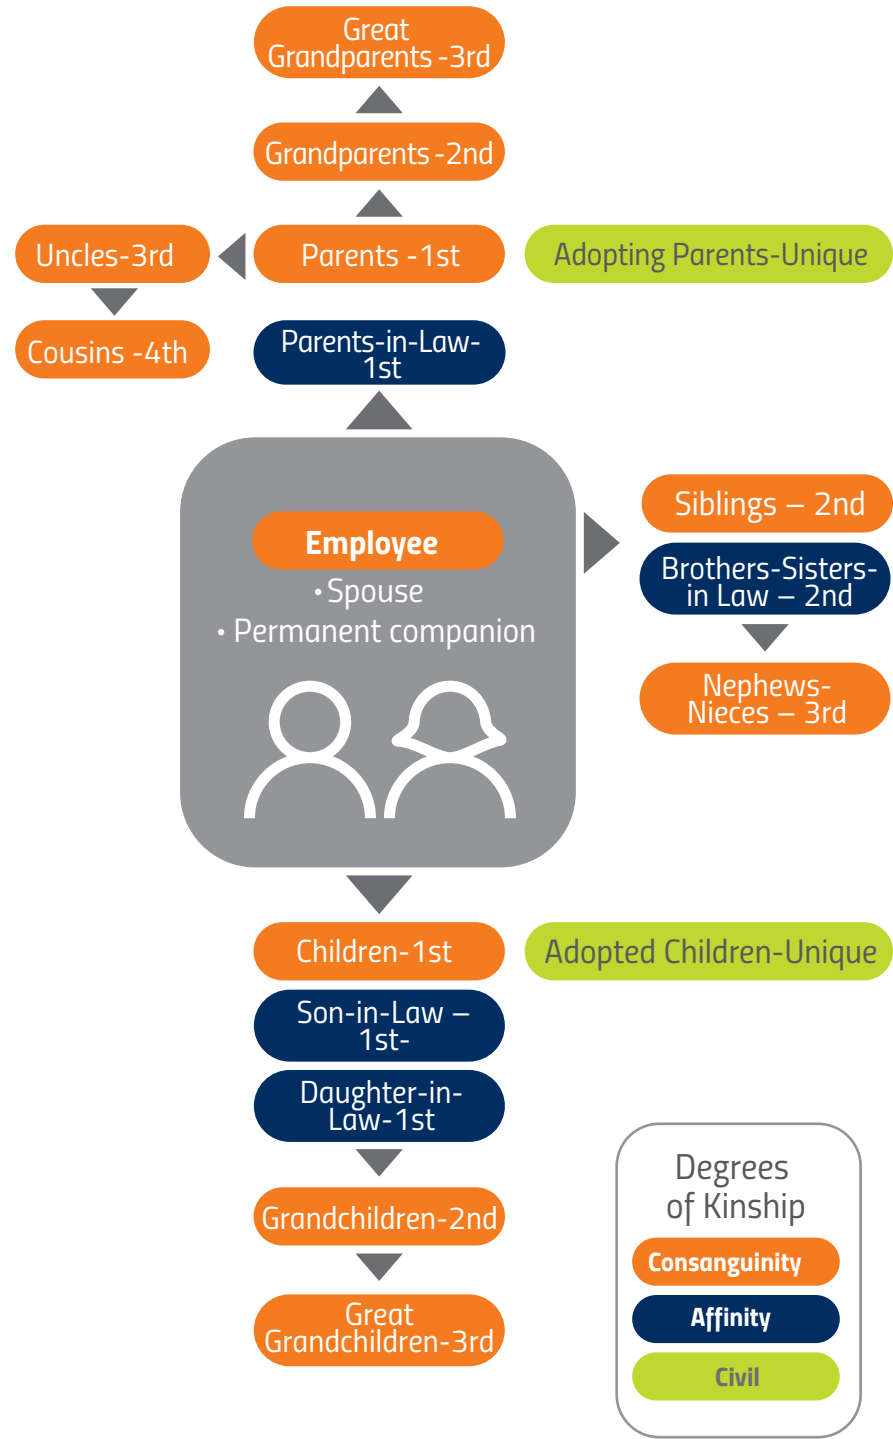 Great
Grandparents -3rd
Grandparents -2nd
Uncles-3rd
Parents -1st
Adopting Parents-Unique
Cousins -4th
Parents-in-Law-
1st
Employee
• Spouse
• Permanent companion
Siblings – 2nd
Brothers-Sisters-
in Law – 2nd
Nephews-
Nieces – 3rd
Children-1st
Adopted Children-Unique
Son-in-Law –
1st-
Daughter-in-
Law-1st
Grandchildren-2nd
Great
Grandchildren-3rd
Degrees
of Kinship
Consanguinity
Affinity
Civil